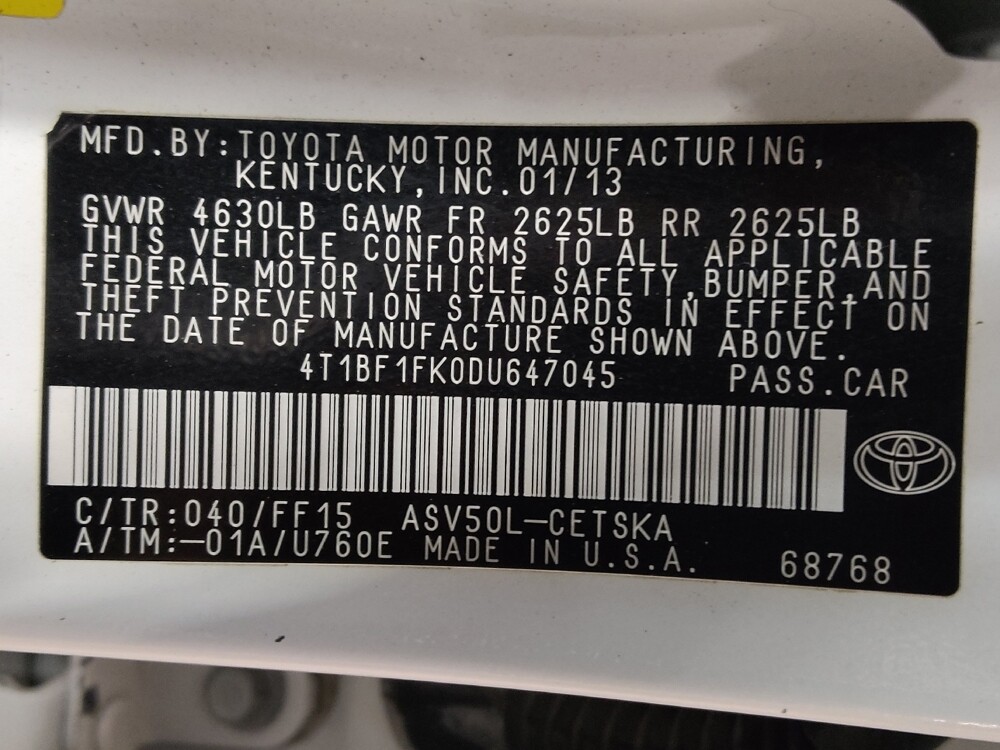 MFD.BY:TOYOTA MOTOR MANUFACTURING,
KENTUCKY,INC.01/13
GVWR 4630LB GAWR FR 2625LB RR 2625LB
THIS VEHICLE CONFORMS TO ALL APPLICABLE
FEDERAL MOTOR VEHICLE SAFETY,BUMPER,AND
THEFT PREVENTION STANDARDS IN EFFECT ON
THE DATE OF MANUFACTURE SHOWN ABOVE.
4T1BF1FK0DU647045 PASS.CAR
C/TR:040/FF15 ASV50L-CETSKA
A/TM:-01A/U760E MADE IN U.S.A. 68768